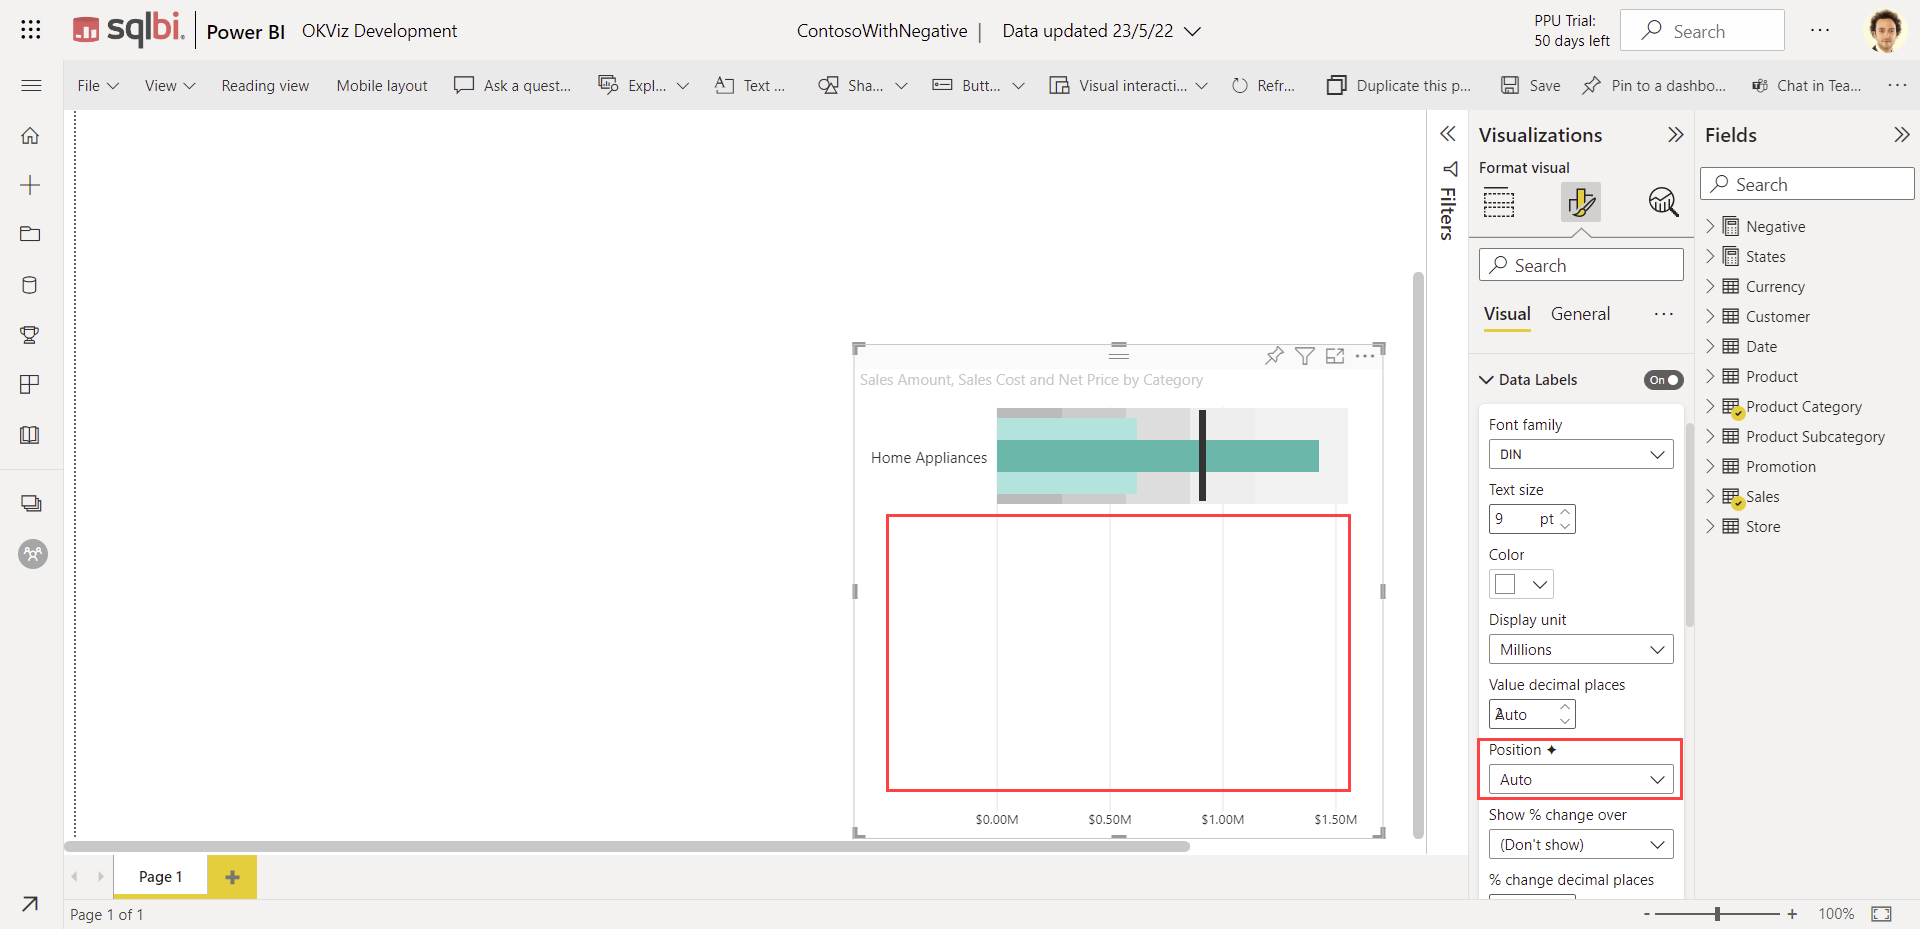 sqlbi. Power BI OKViz Development
ContosoWithNegative | Data updated 23/5/22
PPU Trial:
50 days left
Search
File
View
Reading view
Mobile layout
Ask a quest...
Expl...
Text ...
Sha...
Butt...
Visual interacti...
Refr...
Duplicate this p...
Save
Pin to a dashbo...
Chat in Tea...
Sales Amount, Sales Cost and Net Price by Category
Home Appliances
$0.00M
$0.50M
$1.00M
$1.50M
Filters
Visualizations
Format visual
Search
Visual
General
Data Labels
On
Font family
DIN
Text size
9 pt
Color
Display unit
Millions
Value decimal places
Auto
Position ✦
Auto
Show % change over
(Don't show)
% change decimal places
Fields
Search
Negative
States
Currency
Customer
Date
Product
Product Category
Product Subcategory
Promotion
Sales
Store
Page 1
Page 1 of 1
- + 100%